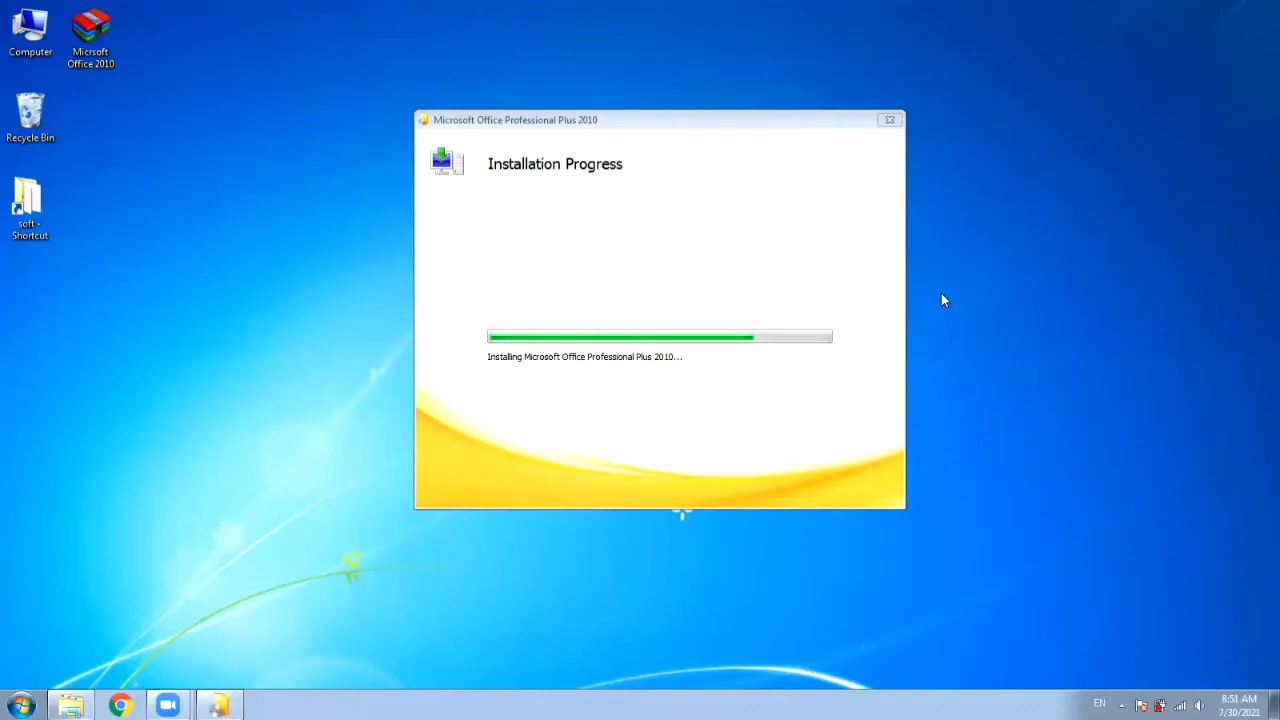 Computer
Micrsoft
Office 2010
Recycle Bin
soft -
Shortcut
Microsoft Office Professional Plus 2010
Installation Progress
Installing Microsoft Office Professional Plus 2010...
EN
8:51 AM
7/30/2021